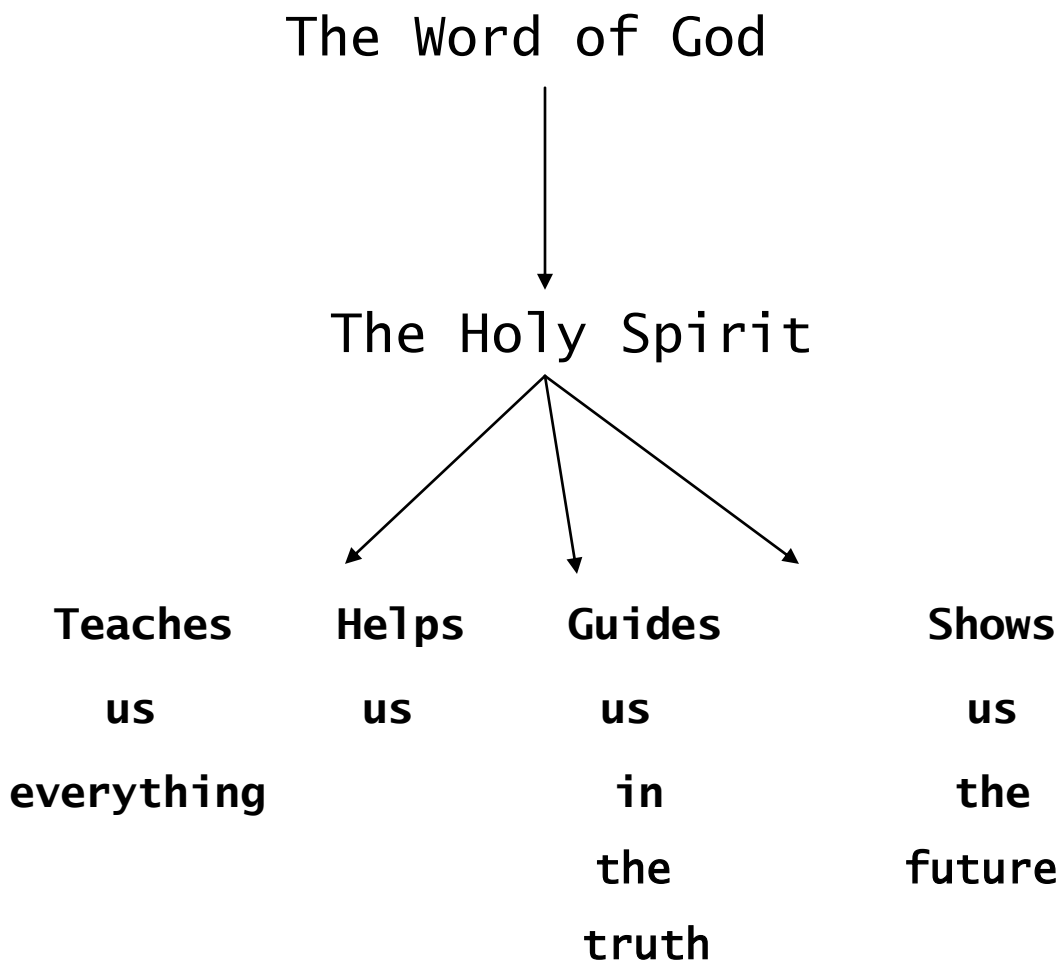 The Word of God
The Holy Spirit
Teaches
us
everything
Helps
us
Guides
us
in
the
truth
Shows
us
the
future